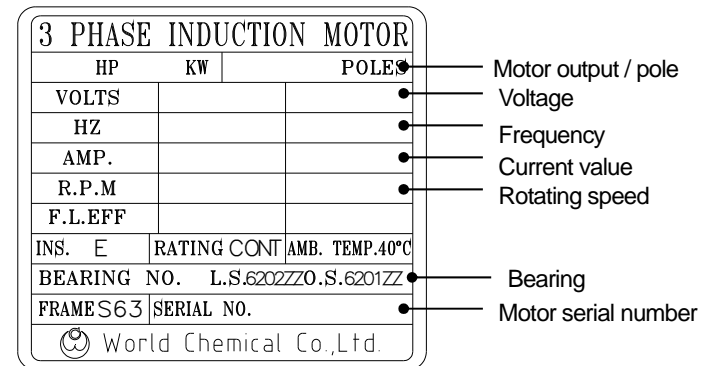 3 PHASE INDUCTION MOTOR
HP KW POLES
Motor output / pole
VOLTS
Voltage
HZ
Frequency
AMP.
Current value
R.P.M
Rotating speed
F.L.EFF
INS. E RATING CONT AMB. TEMP.40°C
BEARING NO. L.S.6202ZZ O.S.6201ZZ
Bearing
FRAME S63 SERIAL NO.
Motor serial number
World Chemical Co.,Ltd.